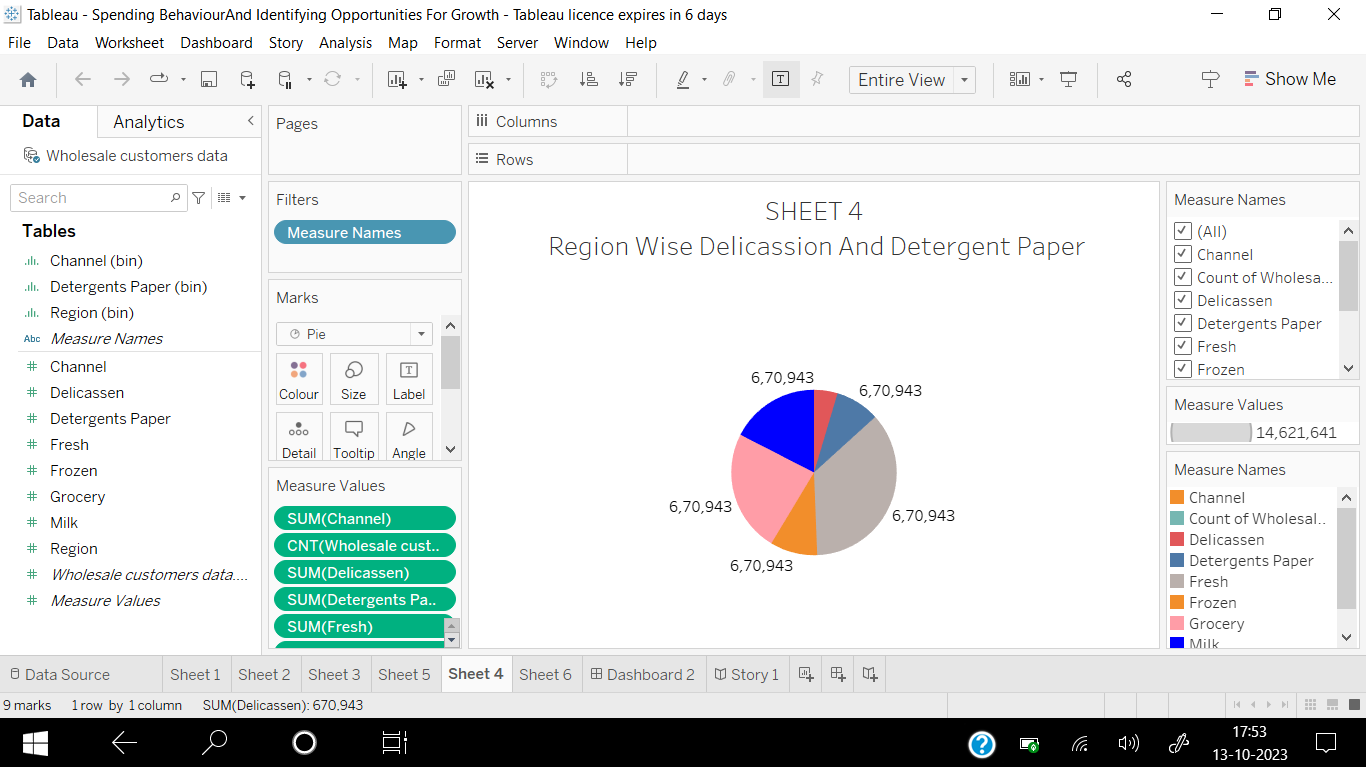 Tableau - Spending BehaviourAnd Identifying Opportunities For Growth - Tableau licence expires in 6 days
File Data Worksheet Dashboard Story Analysis Map Format Server Window Help
Entire View
Show Me
Data Analytics
Wholesale customers data
Search
Tables
Channel (bin)
Detergents Paper (bin)
Region (bin)
Abc Measure Names
Channel
Delicassen
Detergents Paper
Fresh
Frozen
Grocery
Milk
Region
Wholesale customers data....
Measure Values
Pages
Filters
Measure Names
Marks
Pie
Colour Size Label
Detail Tooltip Angle
Measure Values
SUM(Channel)
CNT(Wholesale cust..
SUM(Delicassen)
SUM(Detergents Pa..
SUM(Fresh)
Columns
Rows
SHEET 4
Region Wise Delicassion And Detergent Paper
6,70,943
6,70,943
6,70,943
6,70,943
6,70,943
Measure Names
(All)
Channel
Count of Wholesa...
Delicassen
Detergents Paper
Fresh
Frozen
Measure Values
14,621,641
Measure Names
Channel
Count of Wholesal..
Delicassen
Detergents Paper
Fresh
Frozen
Grocery
Milk
Data Source Sheet 1 Sheet 2 Sheet 3 Sheet 5 Sheet 4 Sheet 6 Dashboard 2 Story 1
9 marks 1 row by 1 column SUM(Delicassen): 670,943
17:53
13-10-2023